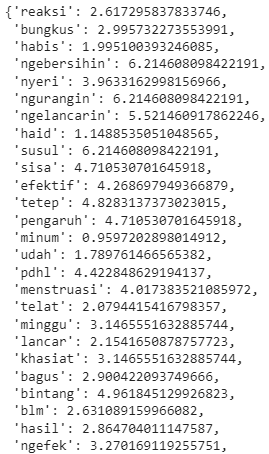 {'reaksi': 2.617295837833746,
'bungkus': 2.995732273553991,
'habis': 1.995100393246085,
'ngebersihin': 6.214608098422191,
'nyeri': 3.9633162998156966,
'ngurangin': 6.214608098422191,
'ngelancarin': 5.521460917862246,
'haid': 1.1488535051048565,
'susul': 6.214608098422191,
'sisa': 4.710530701645918,
'efektif': 4.268697949366879,
'tetep': 4.8283137373023015,
'pengaruh': 4.710530701645918,
'minum': 0.9597202898014912,
'udah': 1.789761466565382,
'pdhl': 4.422848629194137,
'menstruasi': 4.017383521085972,
'telat': 2.0794415416798357,
'minggu': 3.1465551632885744,
'lancar': 2.1541650878757723,
'khasiat': 3.1465551632885744,
'bagus': 2.900422093749666,
'bintang': 4.961845129926823,
'blm': 2.631089159966082,
'hasil': 2.864704011147587,
'ngefek': 3.270169119255751,